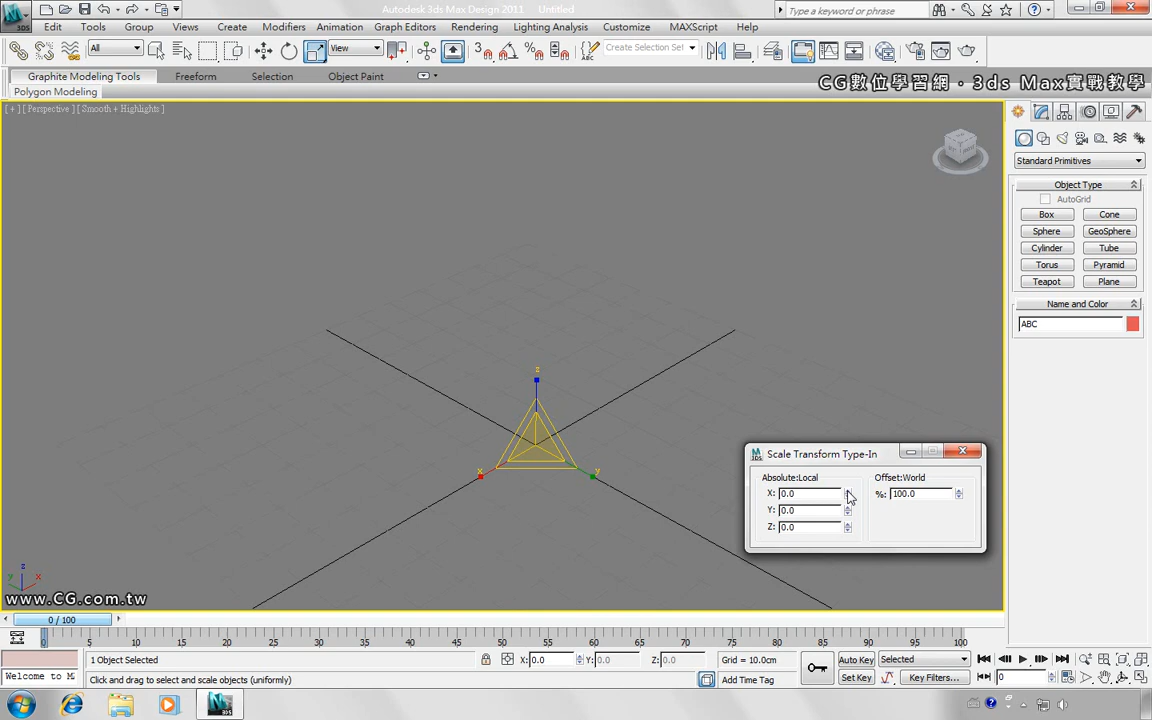 Autodesk 3ds Max Design 2011 Untitled
Type a keyword or phrase
Edit Tools Group Views Create Modifiers Animation Graph Editors Rendering Lighting Analysis Customize MAXScript Help
All
View
Create Selection Sel
Graphite Modeling Tools Freeform Selection Object Paint
Polygon Modeling
CG數位學習網・3ds Max實戰教學
[ + ] [ Perspective ] [ Smooth + Highlights ]
Standard Primitives
Object Type
AutoGrid
Box Cone
Sphere GeoSphere
Cylinder Tube
Torus Pyramid
Teapot Plane
Name and Color
ABC
z
x
y
Scale Transform Type-In
Absolute:Local Offset:World
X: 0.0 %: 100.0
Y: 0.0
Z: 0.0
z
y x
www.CG.com.tw
0 / 100
0 5 10 15 20 25 30 35 40 45 50 55 60 65 70 75 80 85 90 95 100
1 Object Selected X: 0.0 Y: 0.0 Z: 0.0 Grid = 10.0cm Auto Key Selected
Welcome to M Click and drag to select and scale objects (uniformly) Add Time Tag Set Key Key Filters... 0